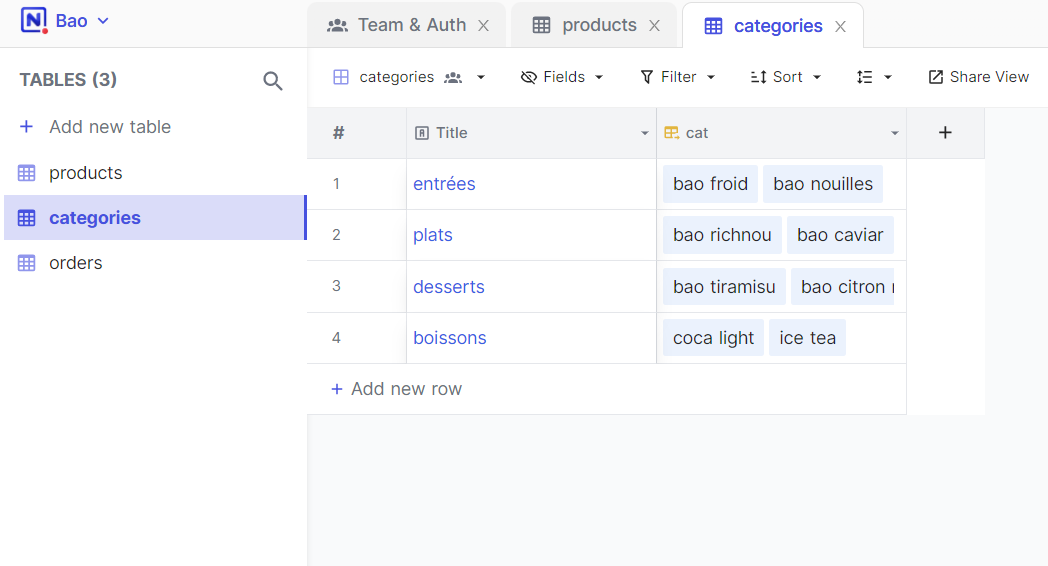 Bao
Team & Auth
products
categories
TABLES (3)
categories
Fields
Filter
Sort
Share View
Add new table
products
categories
orders
# Title cat
1 entrées bao froid bao nouilles
2 plats bao richnou bao caviar
3 desserts bao tiramisu bao citron
4 boissons coca light ice tea
Add new row